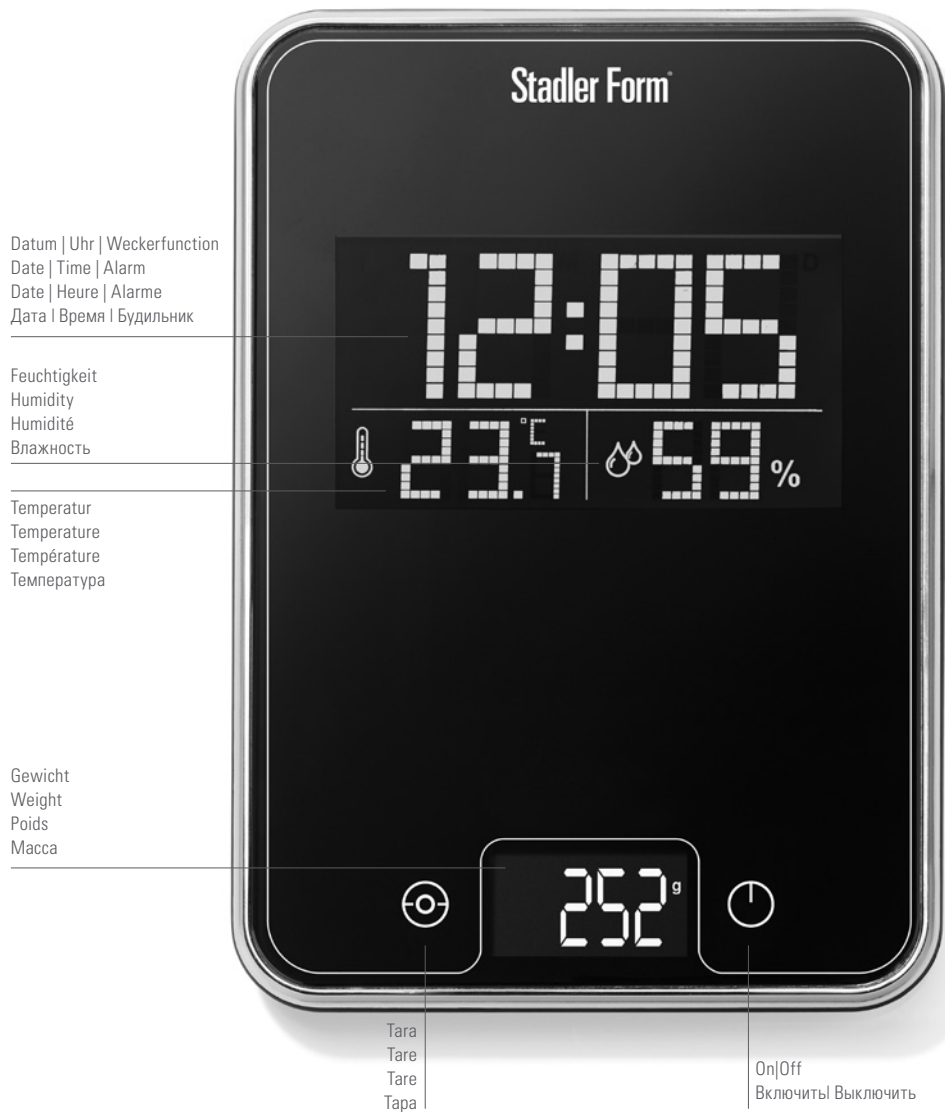 Stadler Form®
Datum | Uhr | Weckerfunction
Date | Time | Alarm
Date | Heure | Alarme
Дата І Время І Будильник
12:05
Feuchtigkeit
Humidity
Humidité
Влажность
23.7 °C
59 %
Temperatur
Temperature
Température
Температура
Gewicht
Weight
Poids
Масса
252 g
Tara
Tare
Tare
Тара
On|Off
ВключитьІ Выключить